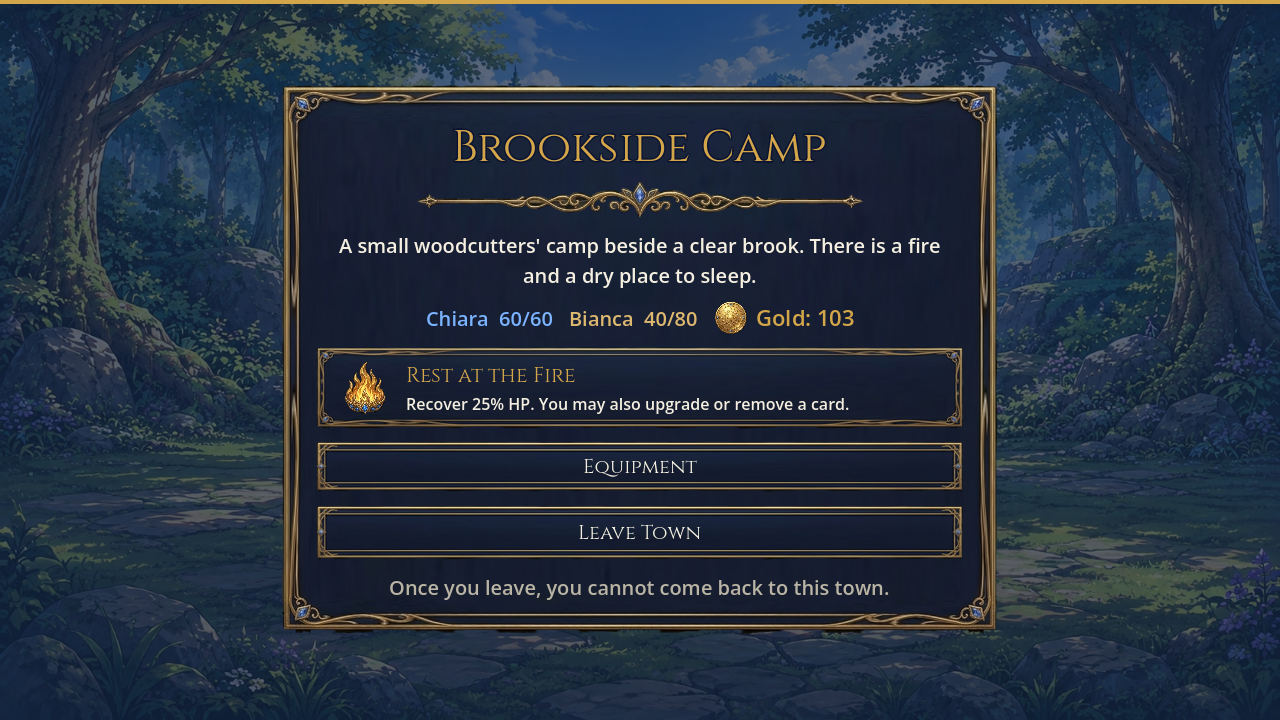 Brookside Camp
A small woodcutters' camp beside a clear brook. There is a fire
and a dry place to sleep.
Chiara 60/60 Bianca 40/80 Gold: 103
Rest at the Fire
Recover 25% HP. You may also upgrade or remove a card.
Equipment
Leave Town
Once you leave, you cannot come back to this town.